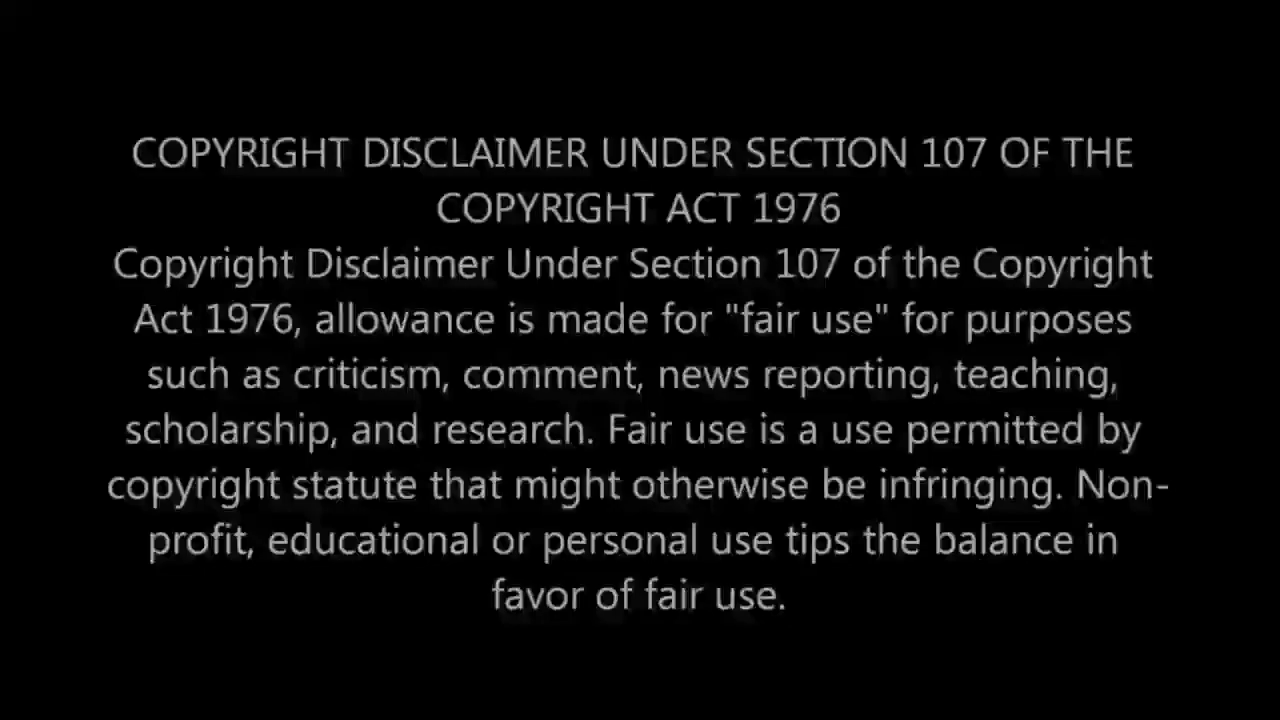 COPYRIGHT DISCLAIMER UNDER SECTION 107 OF THE
COPYRIGHT ACT 1976
Copyright Disclaimer Under Section 107 of the Copyright
Act 1976, allowance is made for "fair use" for purposes
such as criticism, comment, news reporting, teaching,
scholarship, and research. Fair use is a use permitted by
copyright statute that might otherwise be infringing. Non-
profit, educational or personal use tips the balance in
favor of fair use.